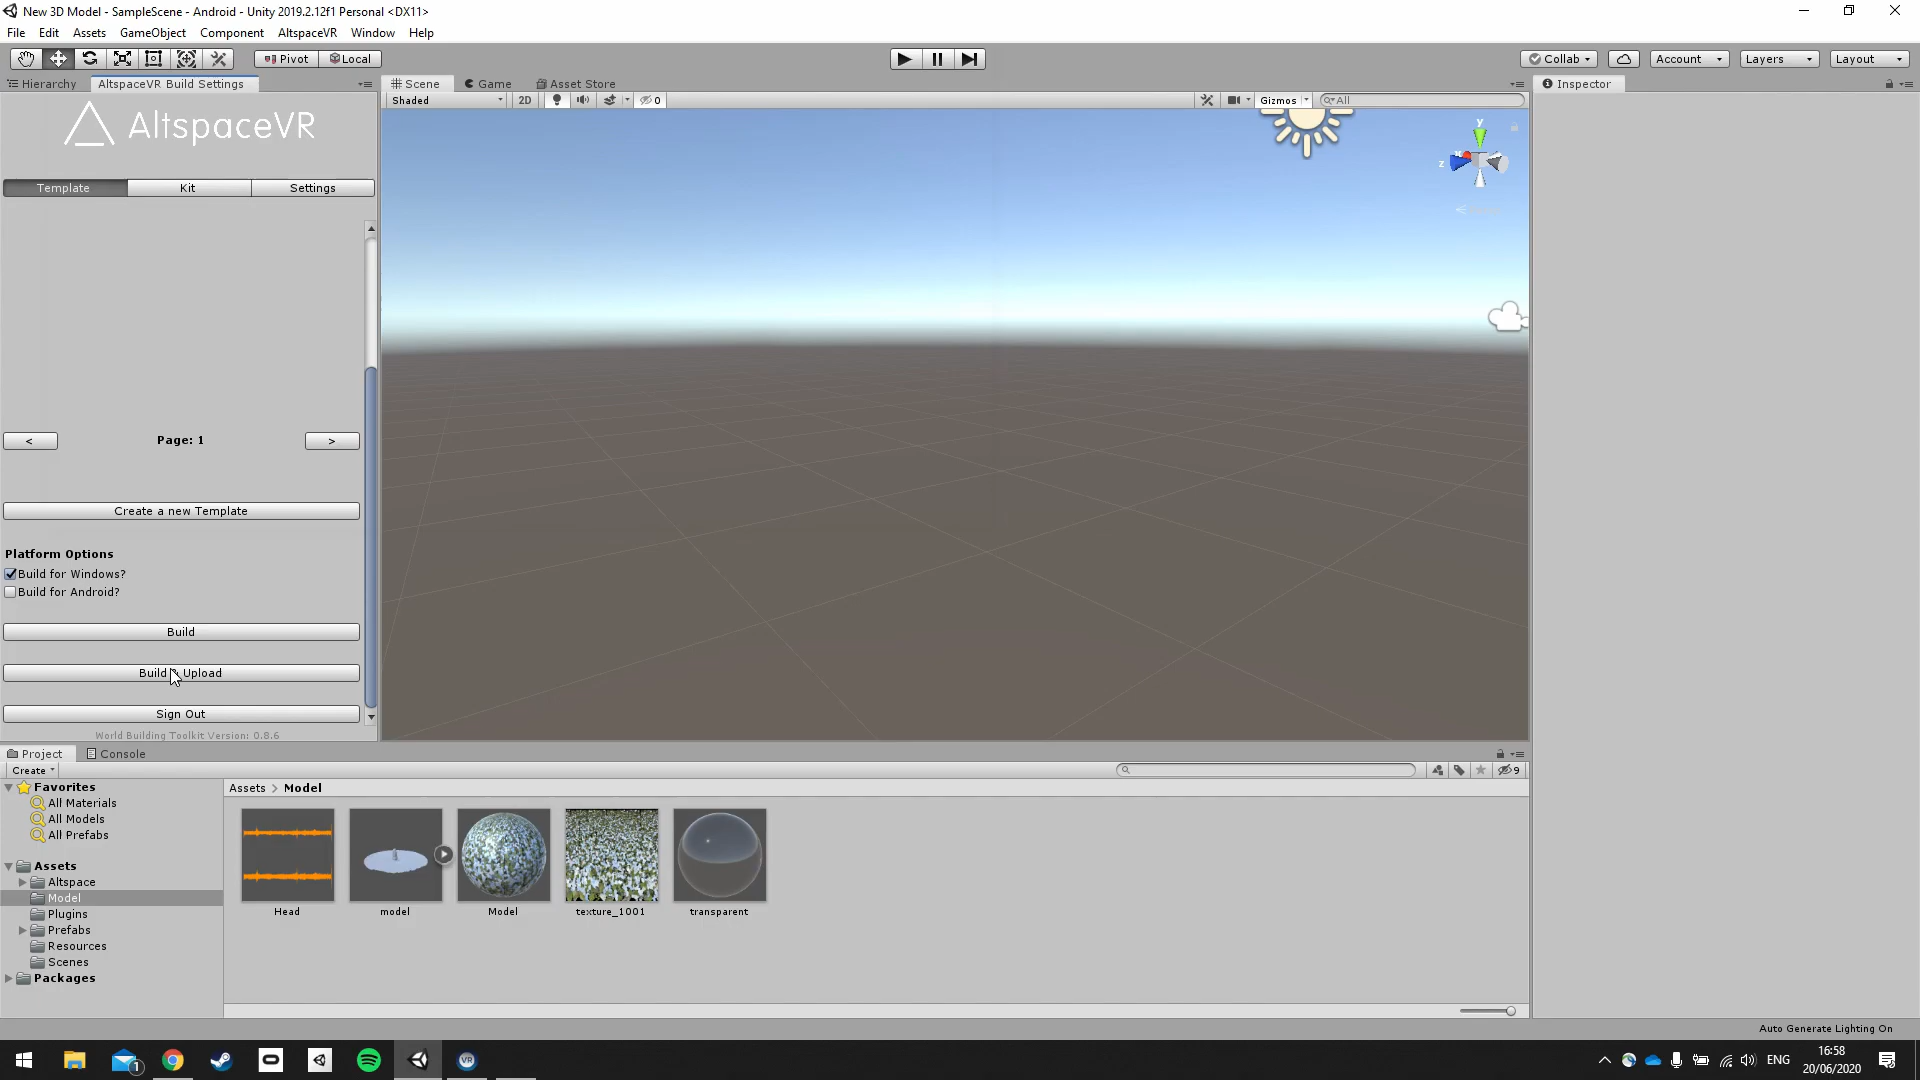 New 3D Model - SampleScene - Android - Unity 2019.2.12f1 Personal <DX11>
File Edit Assets GameObject Component AltspaceVR Window Help
Pivot Local Collab Account Layers Layout
Hierarchy AltspaceVR Build Settings Scene Game Asset Store Inspector
Shaded 2D 0 Gizmos All
AltspaceVR
Template Kit Settings
y
z
< Page: 1 >
Create a new Template
Platform Options
Build for Windows?
Build for Android?
Build
Build & Upload
Sign Out
World Building Toolkit Version: 0.8.6
Project Console
Create 9
Favorites
All Materials
All Models
All Prefabs
Assets
Altspace
Model
Plugins
Prefabs
Resources
Scenes
Packages
Assets > Model
Head model Model texture_1001 transparent
Auto Generate Lighting On
1
VR
ENG
16:58
20/06/2020